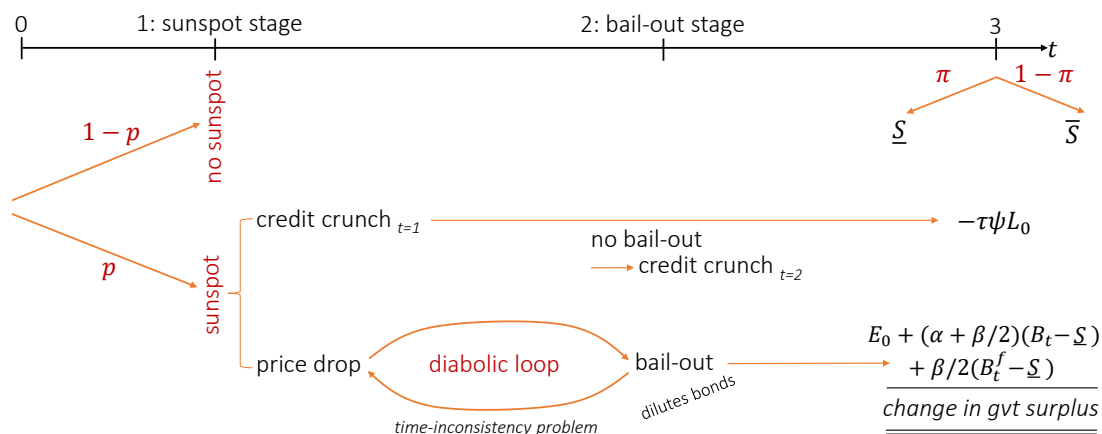 0
1: sunspot stage
2: bail-out stage
3
t
π
1 − π
S̲
S̅
1 − p
no sunspot
p
sunspot
credit crunch t=1
−τψL₀
no bail-out
credit crunch t=2
price drop
diabolic loop
bail-out
dilutes bonds
time-inconsistency problem
E₀ + (α + β/2)(Bₜ−S̲)
+ β/2(Bₜᶠ−S̲)
change in gvt surplus